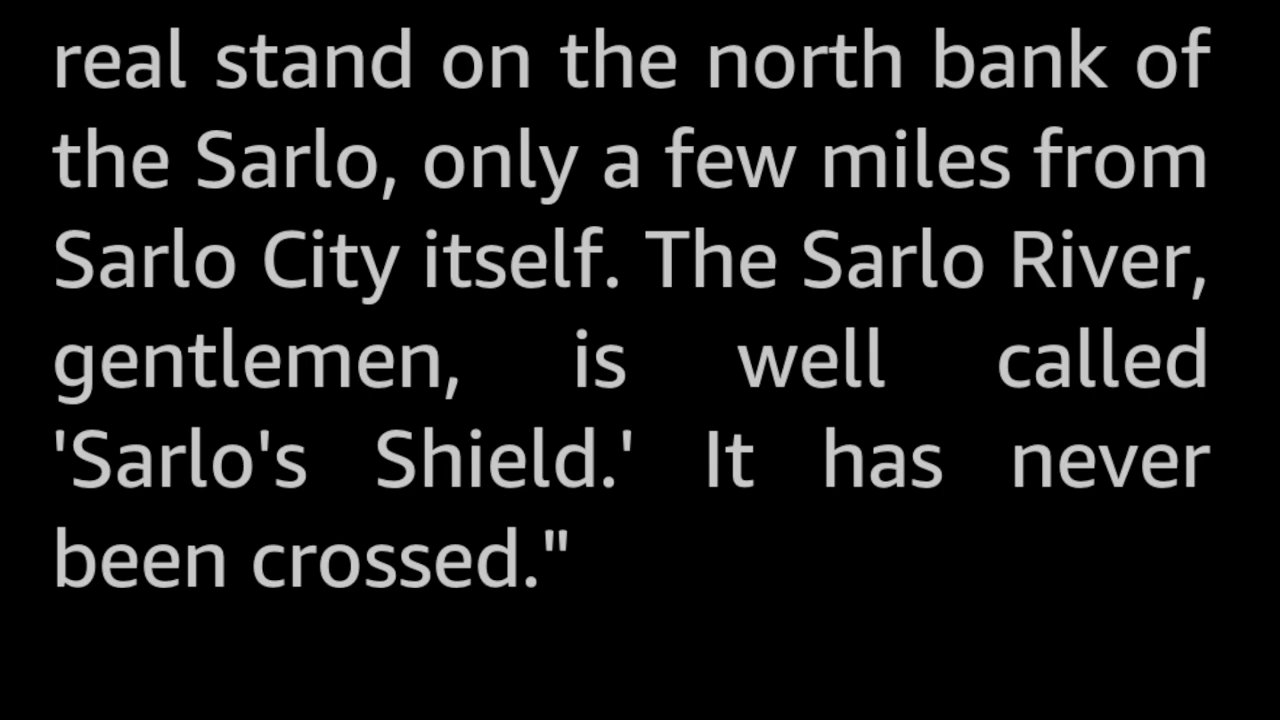 real stand on the north bank of
the Sarlo, only a few miles from
Sarlo City itself. The Sarlo River,
gentlemen, is well called
'Sarlo's Shield.' It has never
been crossed."